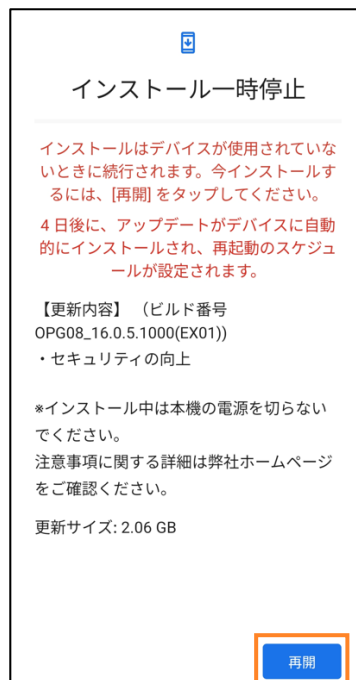 インストール一時停止
インストールはデバイスが使用されていな
いときに続行されます。今インストールす
るには、[再開] をタップしてください。
4 日後に、アップデートがデバイスに自動
的にインストールされ、再起動のスケジュ
ールが設定されます。
【更新内容】（ビルド番号
OPG08_16.0.5.1000(EX01))
・セキュリティの向上
*インストール中は本機の電源を切らない
でください。
注意事項に関する詳細は弊社ホームページ
をご確認ください。
更新サイズ: 2.06 GB
再開